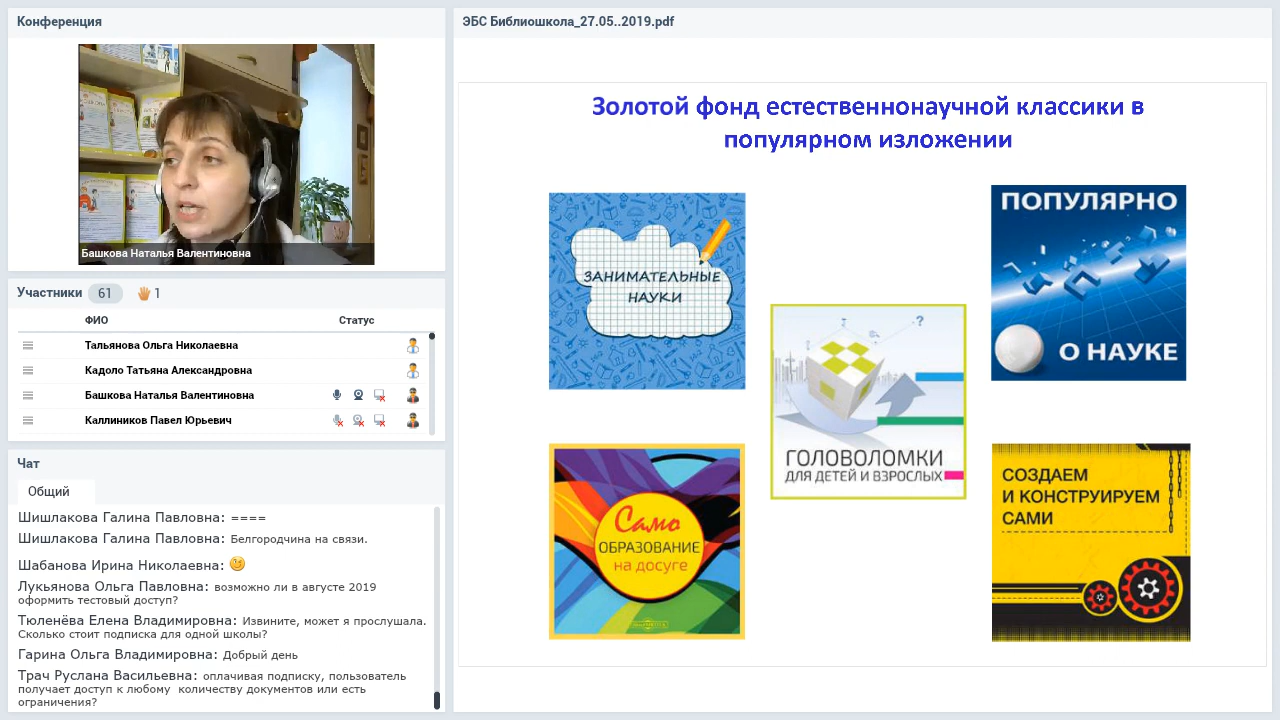 Конференция
Башкова Наталья Валентиновна
Участники 61 1
ФИО Статус
Тальянова Ольга Николаевна
Кадоло Татьяна Александровна
Башкова Наталья Валентиновна
Каллиников Павел Юрьевич
Чат
Общий
Шишлакова Галина Павловна: ====
Шишлакова Галина Павловна: Белгородчина на связи.
Шабанова Ирина Николаевна:
Лукьянова Ольга Павловна: возможно ли в августе 2019
оформить тестовый доступ?
Тюленёва Елена Владимировна: Извините, может я прослушала.
Сколько стоит подписка для одной школы?
Гарина Ольга Владимировна: Добрый день
Трач Руслана Васильевна: оплачивая подписку, пользователь
получает доступ к любому количеству документов или есть
ограничения?
ЭБС Библиошкола_27.05..2019.pdf
Золотой фонд естественнонаучной классики в
популярном изложении
ЗАНИМАТЕЛЬНЫЕ
НАУКИ
ПОПУЛЯРНО
О НАУКЕ
?
ГОЛОВОЛОМКИ
ДЛЯ ДЕТЕЙ И ВЗРОСЛЫХ
Само
ОБРАЗОВАНИЕ
на досуге
СОЗДАЕМ
И КОНСТРУИРУЕМ
САМИ